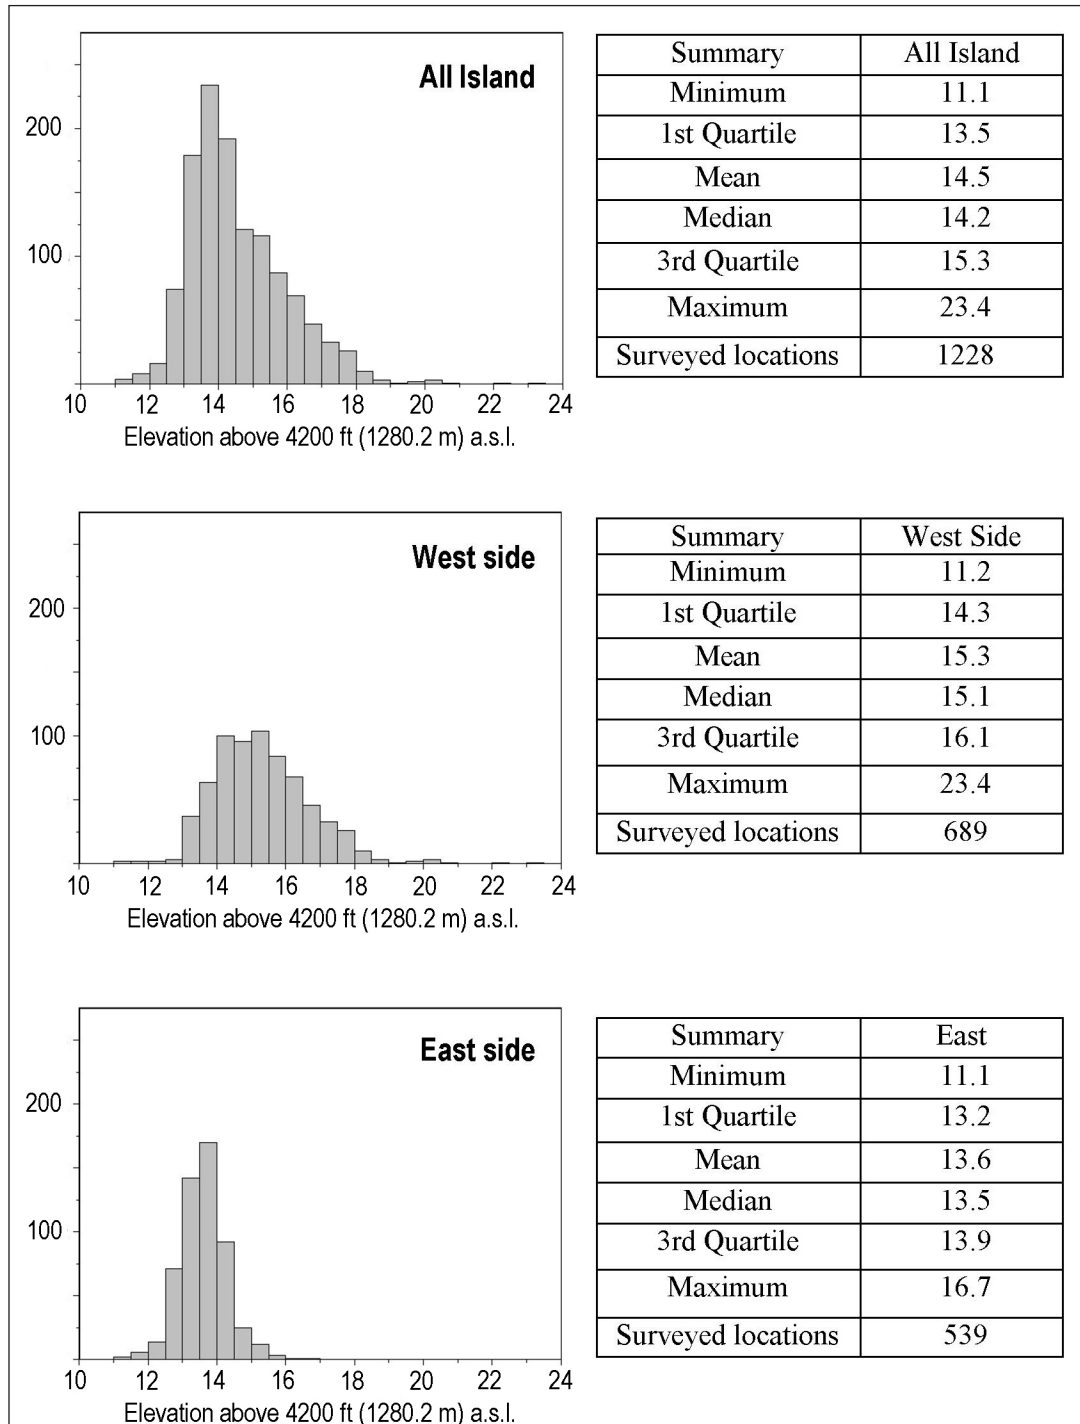 All Island
200
100
10 12 14 16 18 20 22 24
Elevation above 4200 ft (1280.2 m) a.s.l.
Summary All Island
Minimum 11.1
1st Quartile 13.5
Mean 14.5
Median 14.2
3rd Quartile 15.3
Maximum 23.4
Surveyed locations 1228
West side
200
100
10 12 14 16 18 20 22 24
Elevation above 4200 ft (1280.2 m) a.s.l.
Summary West Side
Minimum 11.2
1st Quartile 14.3
Mean 15.3
Median 15.1
3rd Quartile 16.1
Maximum 23.4
Surveyed locations 689
East side
200
100
10 12 14 16 18 20 22 24
Elevation above 4200 ft (1280.2 m) a.s.l.
Summary East
Minimum 11.1
1st Quartile 13.2
Mean 13.6
Median 13.5
3rd Quartile 13.9
Maximum 16.7
Surveyed locations 539